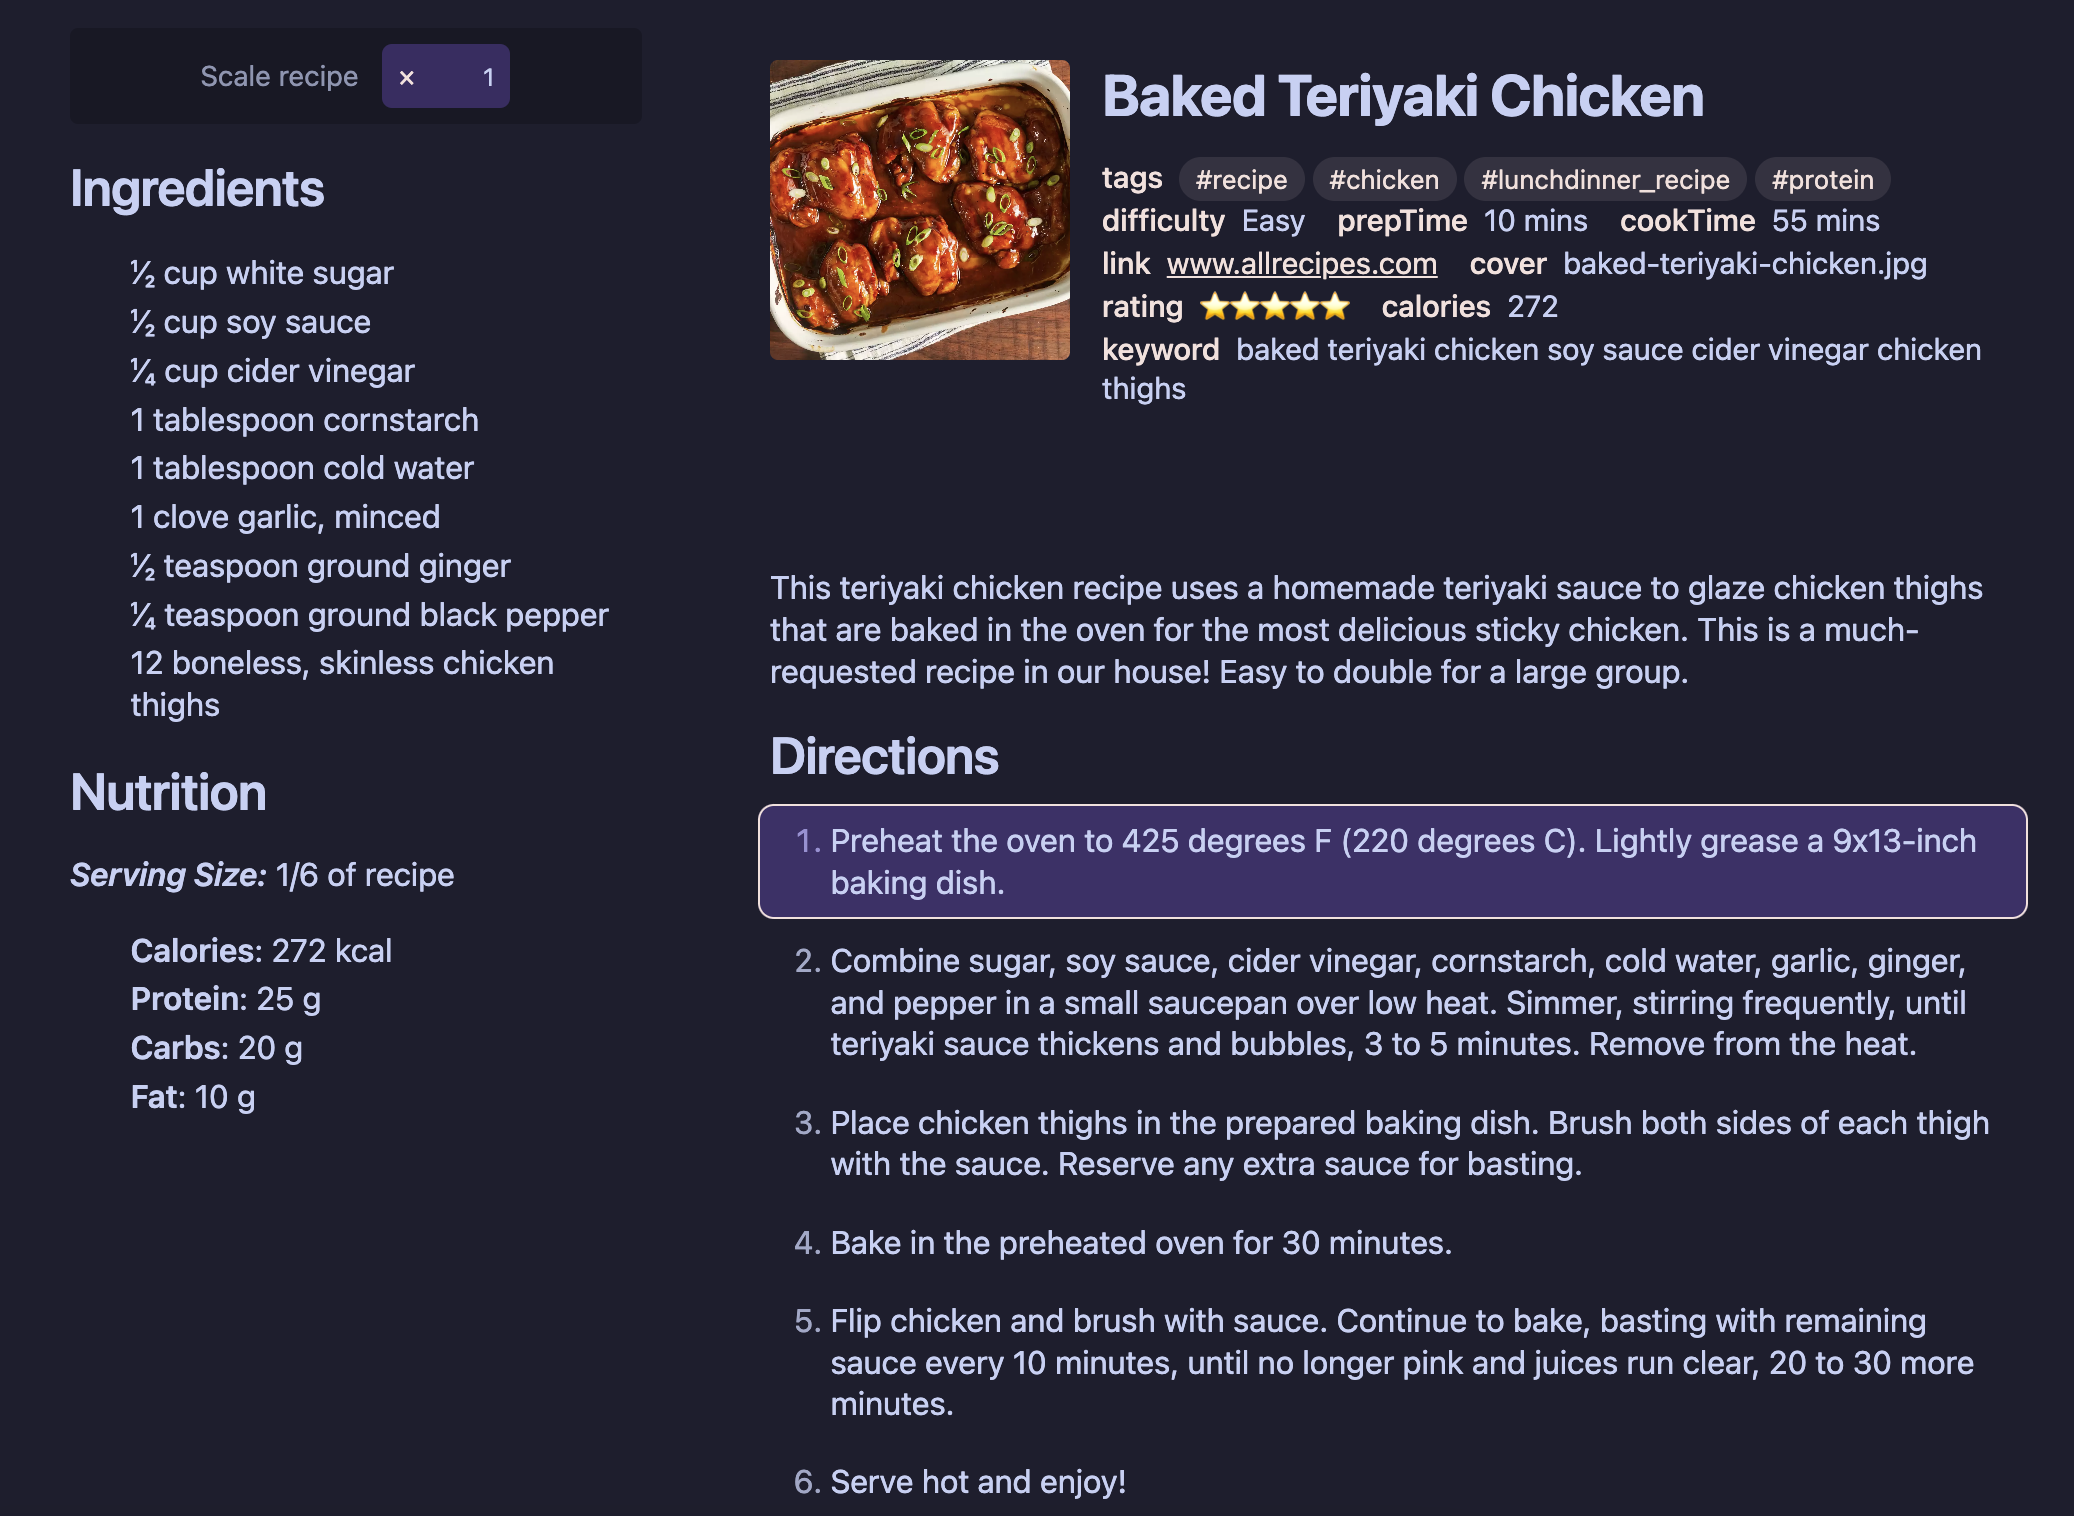 Scale recipe × 1
Ingredients
½ cup white sugar
½ cup soy sauce
¼ cup cider vinegar
1 tablespoon cornstarch
1 tablespoon cold water
1 clove garlic, minced
½ teaspoon ground ginger
¼ teaspoon ground black pepper
12 boneless, skinless chicken
thighs
Nutrition
Serving Size: 1/6 of recipe
Calories: 272 kcal
Protein: 25 g
Carbs: 20 g
Fat: 10 g
Baked Teriyaki Chicken
tags #recipe #chicken #lunchdinner_recipe #protein
difficulty Easy prepTime 10 mins cookTime 55 mins
link www.allrecipes.com cover baked-teriyaki-chicken.jpg
rating ⭐⭐⭐⭐⭐ calories 272
keyword baked teriyaki chicken soy sauce cider vinegar chicken
thighs
This teriyaki chicken recipe uses a homemade teriyaki sauce to glaze chicken thighs
that are baked in the oven for the most delicious sticky chicken. This is a much-
requested recipe in our house! Easy to double for a large group.
Directions
1. Preheat the oven to 425 degrees F (220 degrees C). Lightly grease a 9x13-inch
baking dish.
2. Combine sugar, soy sauce, cider vinegar, cornstarch, cold water, garlic, ginger,
and pepper in a small saucepan over low heat. Simmer, stirring frequently, until
teriyaki sauce thickens and bubbles, 3 to 5 minutes. Remove from the heat.
3. Place chicken thighs in the prepared baking dish. Brush both sides of each thigh
with the sauce. Reserve any extra sauce for basting.
4. Bake in the preheated oven for 30 minutes.
5. Flip chicken and brush with sauce. Continue to bake, basting with remaining
sauce every 10 minutes, until no longer pink and juices run clear, 20 to 30 more
minutes.
6. Serve hot and enjoy!